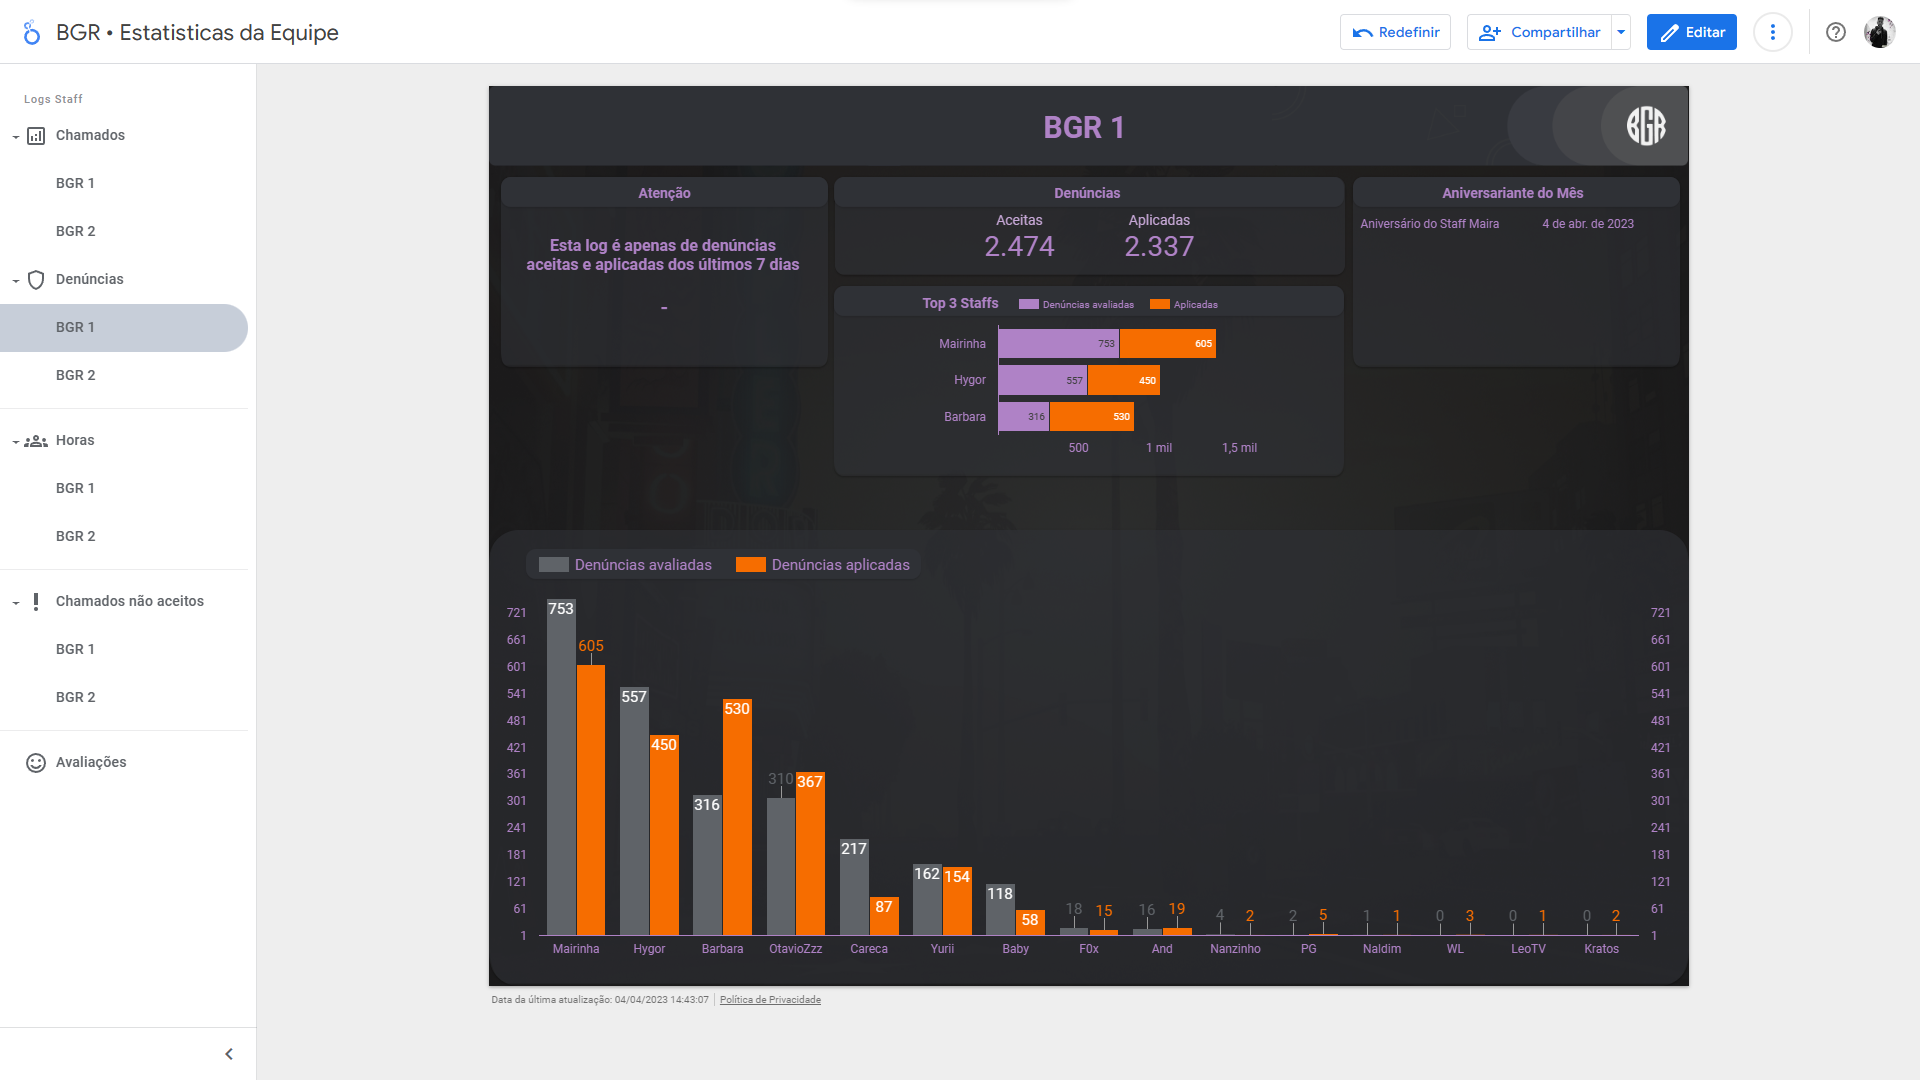 BGR • Estatisticas da Equipe
Redefinir
Compartilhar
Editar
Logs Staff
Chamados
BGR 1
BGR 2
Denúncias
BGR 1
BGR 2
Horas
BGR 1
BGR 2
Chamados não aceitos
BGR 1
BGR 2
Avaliações
BGR 1
BGR
Atenção
Esta log é apenas de denúncias
aceitas e aplicadas dos últimos 7 dias
-
Denúncias
Aceitas Aplicadas
2.474 2.337
Aniversariante do Mês
Aniversário do Staff Maira 4 de abr. de 2023
Top 3 Staffs Denúncias avaliadas Aplicadas
Mairinha 753 605
Hygor 557 450
Barbara 316 530
500 1 mil 1,5 mil
Denúncias avaliadas Denúncias aplicadas
721 721
661 661
601 601
541 541
481 481
421 421
361 361
301 301
241 241
181 181
121 121
61 61
1 1
753 605 557 450 316 530 310 367 217 87 162 154 118 58 18 15 16 19 4 2 2 5 1 1 0 3 0 1 0 2
Mairinha Hygor Barbara OtavioZzz Careca Yurii Baby F0x And Nanzinho PG Naldim WL LeoTV Kratos
Data da última atualização: 04/04/2023 14:43:07 Política de Privacidade